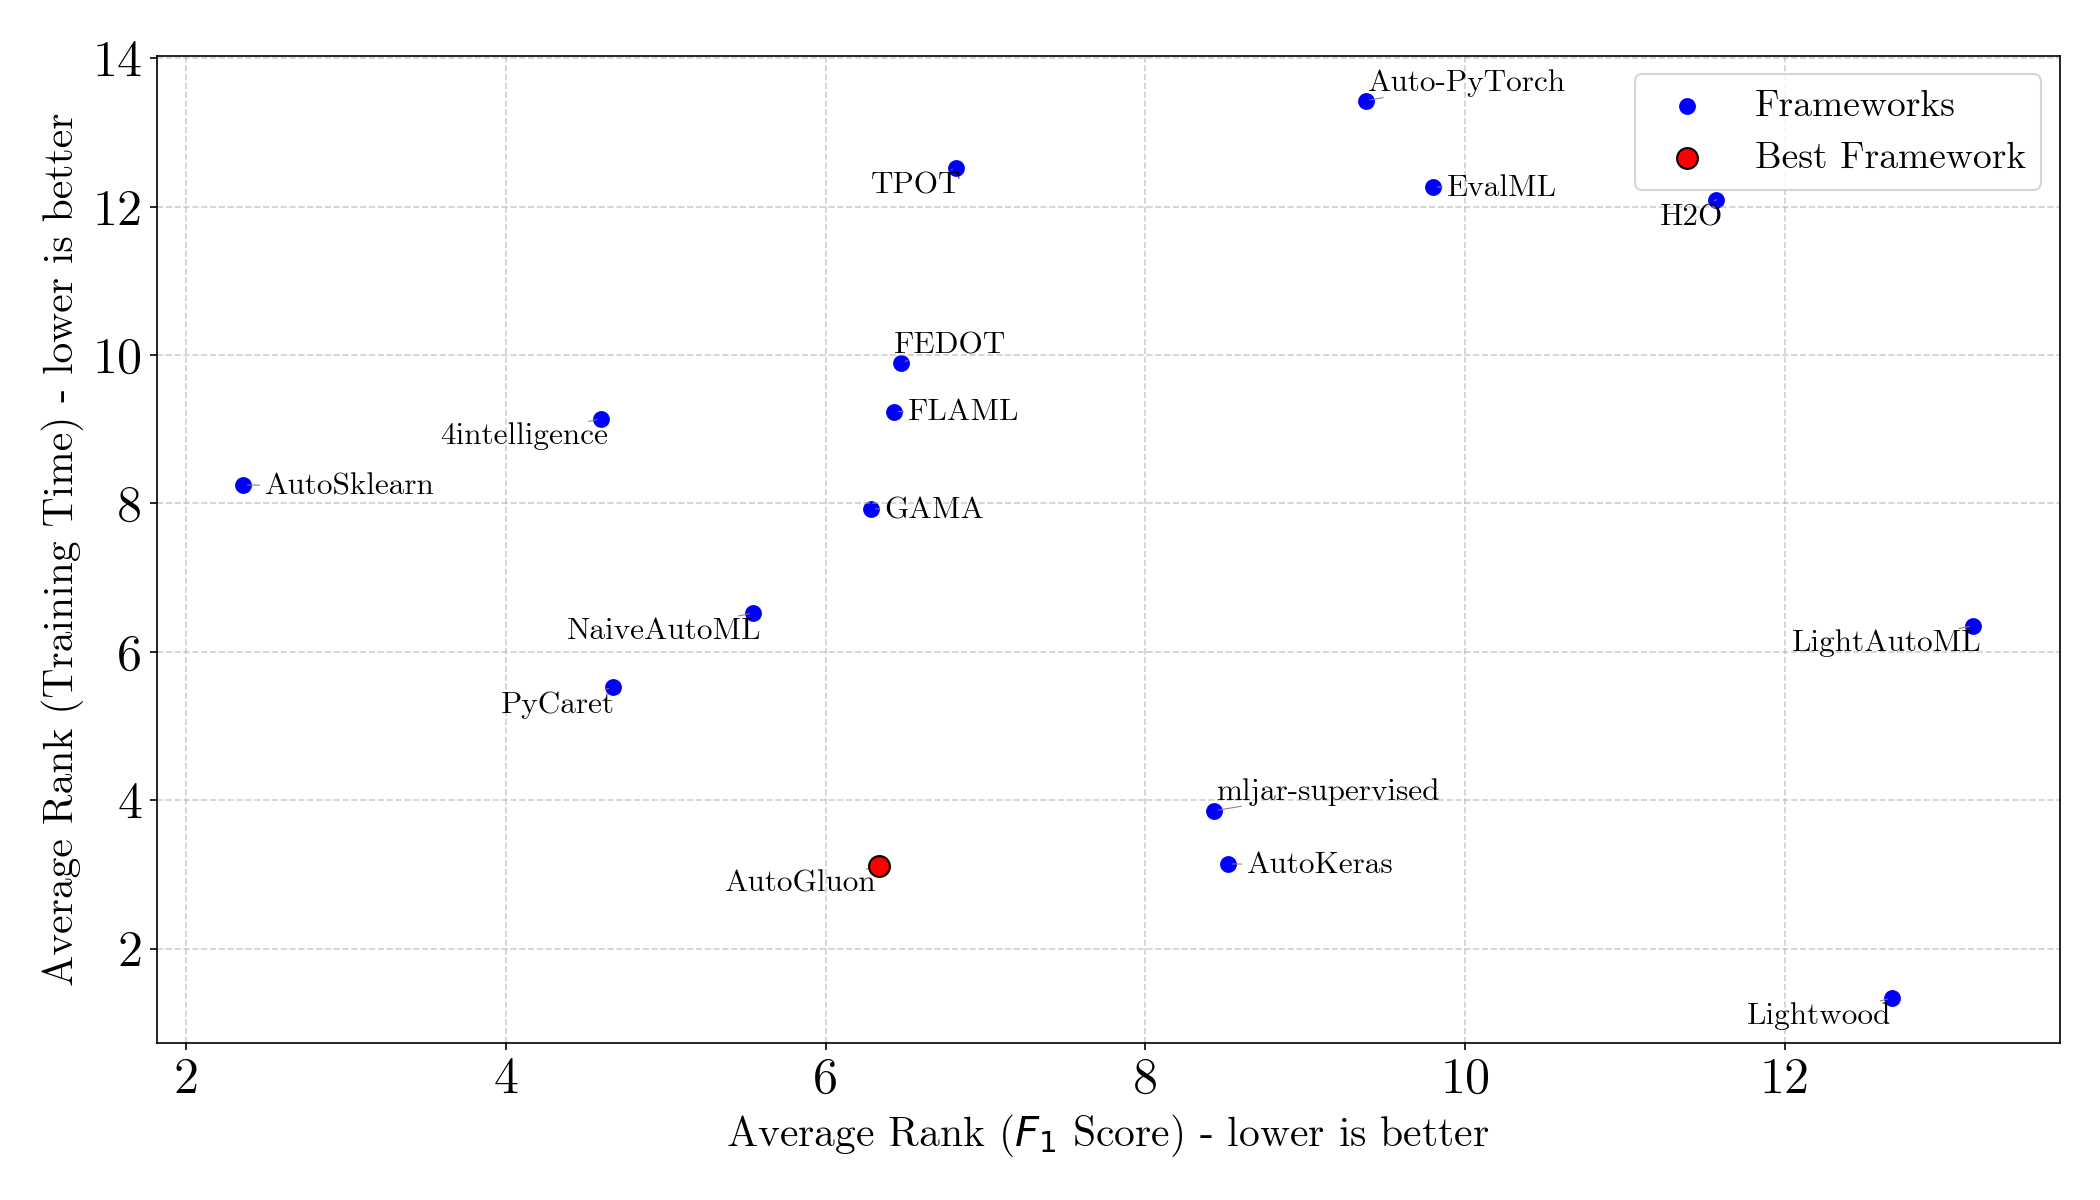 14
12
10
8
6
4
2
Average Rank (Training Time) - lower is better
Auto-PyTorch
Frameworks
Best Framework
TPOT
EvalML
H2O
FEDOT
FLAML
4intelligence
AutoSklearn
GAMA
NaiveAutoML
LightAutoML
PyCaret
mljar-supervised
AutoKeras
AutoGluon
Lightwood
2 4 6 8 10 12
Average Rank (F₁ Score) - lower is better